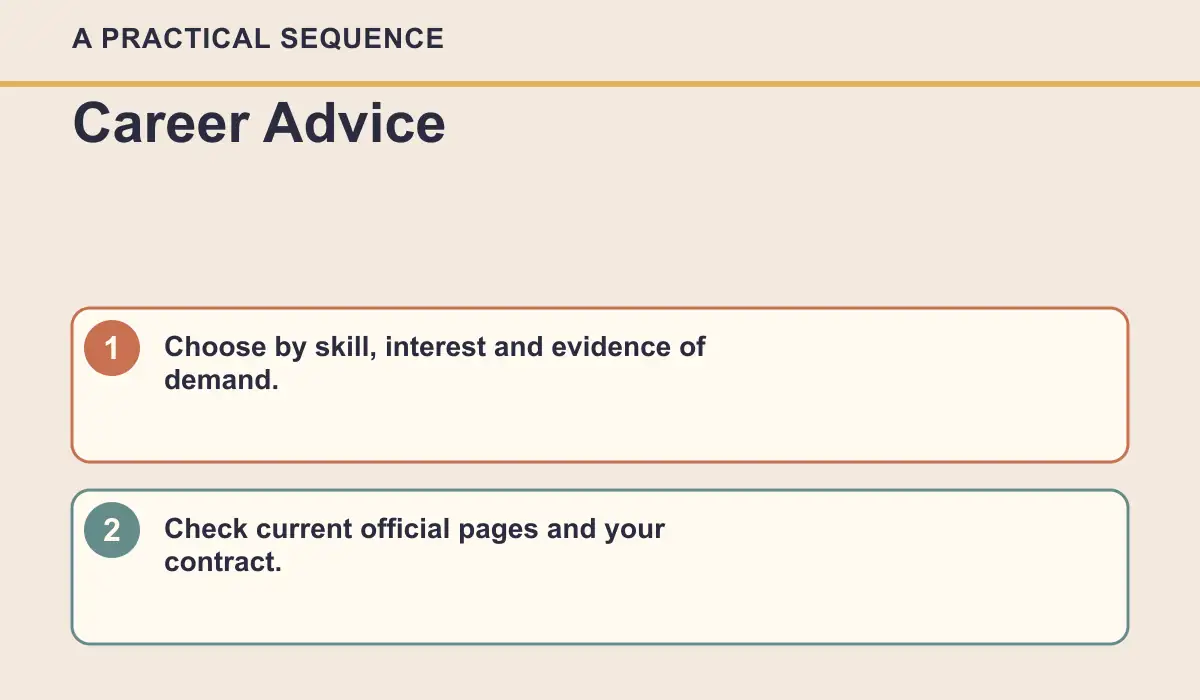 A PRACTICAL SEQUENCE
Career Advice
1
Choose by skill, interest and evidence of
demand.
2
Check current official pages and your
contract.